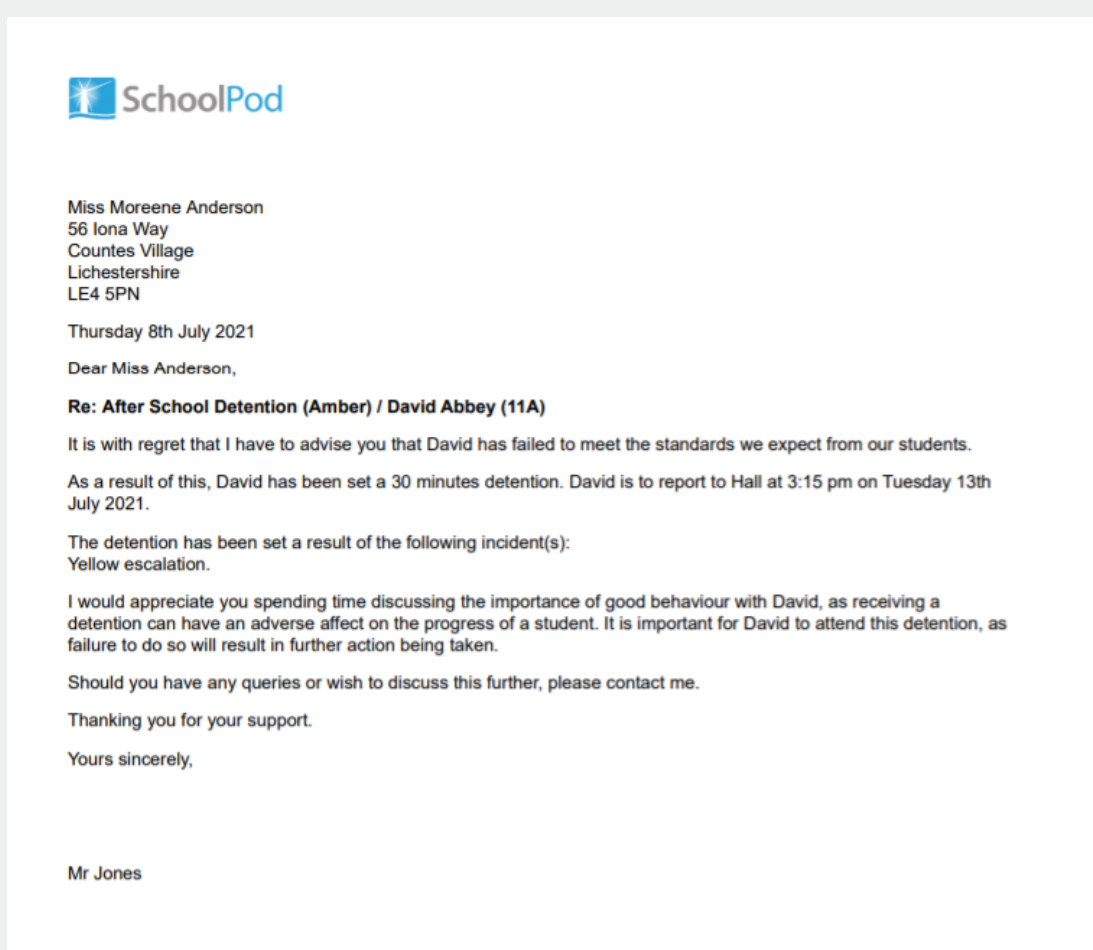 SchoolPod
Miss Moreene Anderson
56 Iona Way
Countes Village
Lichestershire
LE4 5PN
Thursday 8th July 2021
Dear Miss Anderson,
Re: After School Detention (Amber) / David Abbey (11A)
It is with regret that I have to advise you that David has failed to meet the standards we expect from our students.
As a result of this, David has been set a 30 minutes detention. David is to report to Hall at 3:15 pm on Tuesday 13th
July 2021.
The detention has been set a result of the following incident(s):
Yellow escalation.
I would appreciate you spending time discussing the importance of good behaviour with David, as receiving a
detention can have an adverse affect on the progress of a student. It is important for David to attend this detention, as
failure to do so will result in further action being taken.
Should you have any queries or wish to discuss this further, please contact me.
Thanking you for your support.
Yours sincerely,
Mr Jones